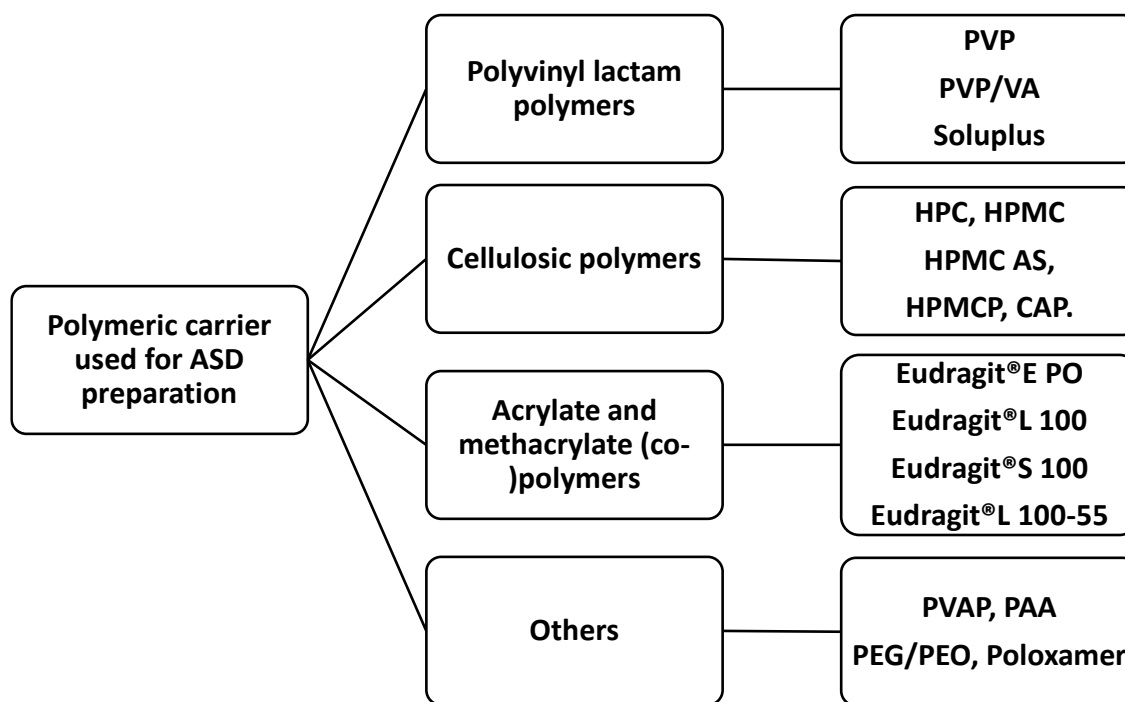 Polymeric carrier
used for ASD
preparation
Polyvinyl lactam
polymers
PVP
PVP/VA
Soluplus
Cellulosic polymers
HPC, HPMC
HPMC AS,
HPMCP, CAP.
Acrylate and
methacrylate (co-
)polymers
Eudragit®E PO
Eudragit®L 100
Eudragit®S 100
Eudragit®L 100-55
Others
PVAP, PAA
PEG/PEO, Poloxamer